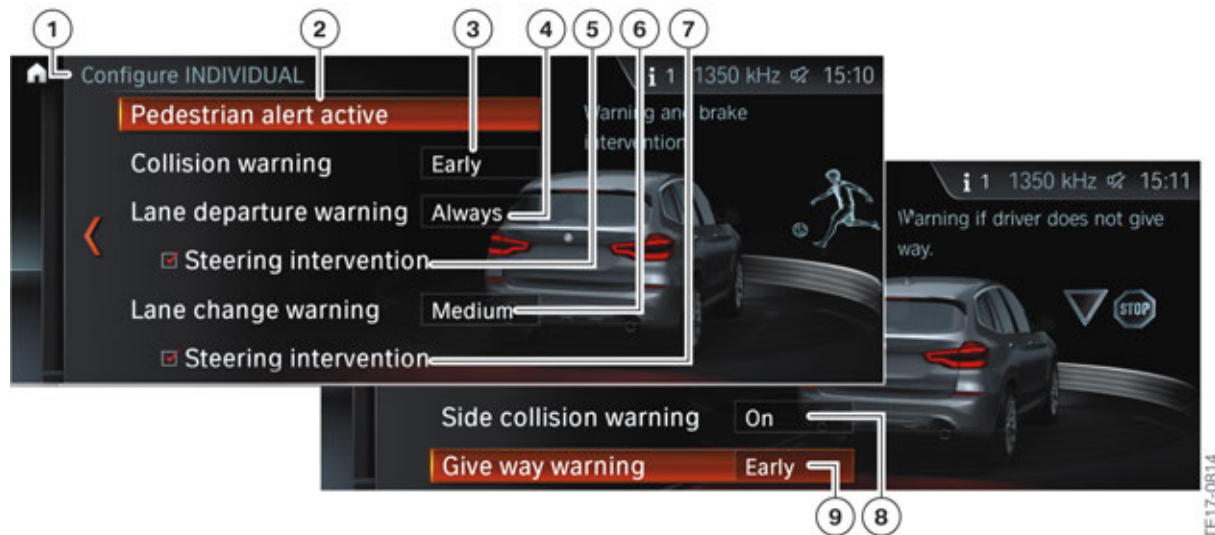 1
2
3
4
5
6
7
Configure INDIVIDUAL
i 1 1350 kHz 15:10
Pedestrian alert active
Warning and brake
intervention
Collision warning Early
Lane departure warning Always
Steering intervention
Lane change warning Medium
Steering intervention
i 1 1350 kHz 15:11
Warning if driver does not give
way.
STOP
Side collision warning On
Give way warning Early
9
8
TE17-0814